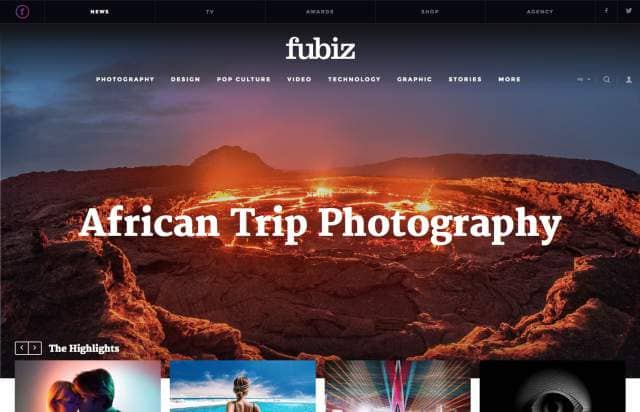 NEWS TV AWARDS SHOP AGENCY
fubiz
PHOTOGRAPHY DESIGN POP CULTURE VIDEO TECHNOLOGY GRAPHIC STORIES MORE
African Trip Photography
The Highlights